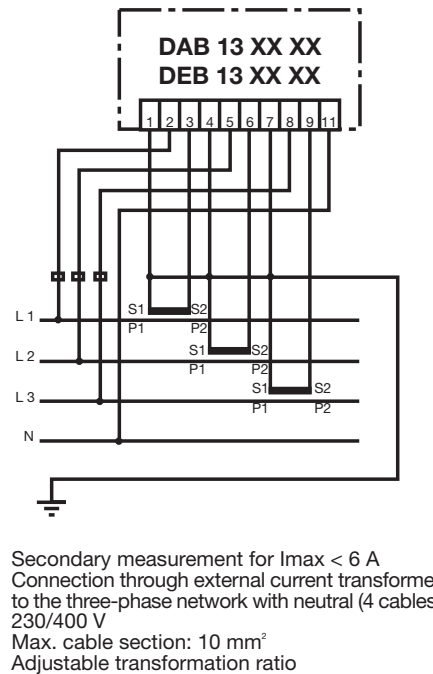 DAB 13 XX XX
DEB 13 XX XX
1 2 3 4 5 6 7 8 9 11
S1 S2
L 1
P1 P2
S1 S2
L 2
P1 P2
S1 S2
L 3
P1 P2
N
Secondary measurement for Imax < 6 A
Connection through external current transforme
to the three-phase network with neutral (4 cables
230/400 V
Max. cable section: 10 mm²
Adjustable transformation ratio